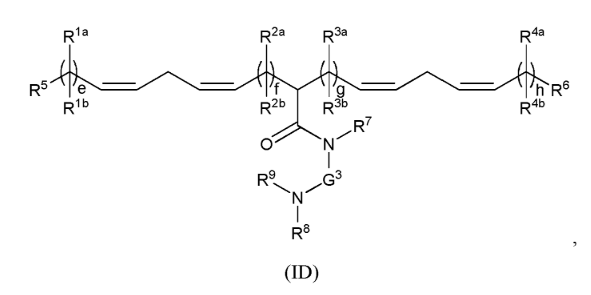 R1a R2a R3a R4a
R5 e f g h R6
R1b R2b R3b R4b
O N R7
R9 N G3
R8
,
(ID)